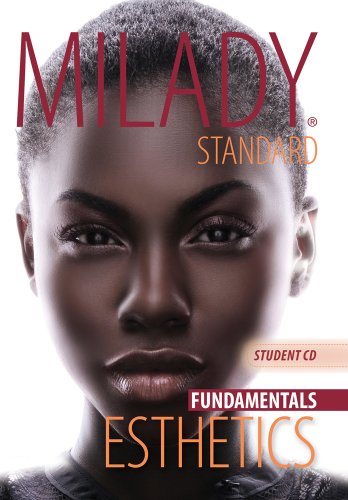 MILADY®
STANDARD
STUDENT CD
FUNDAMENTALS
ESTHETICS